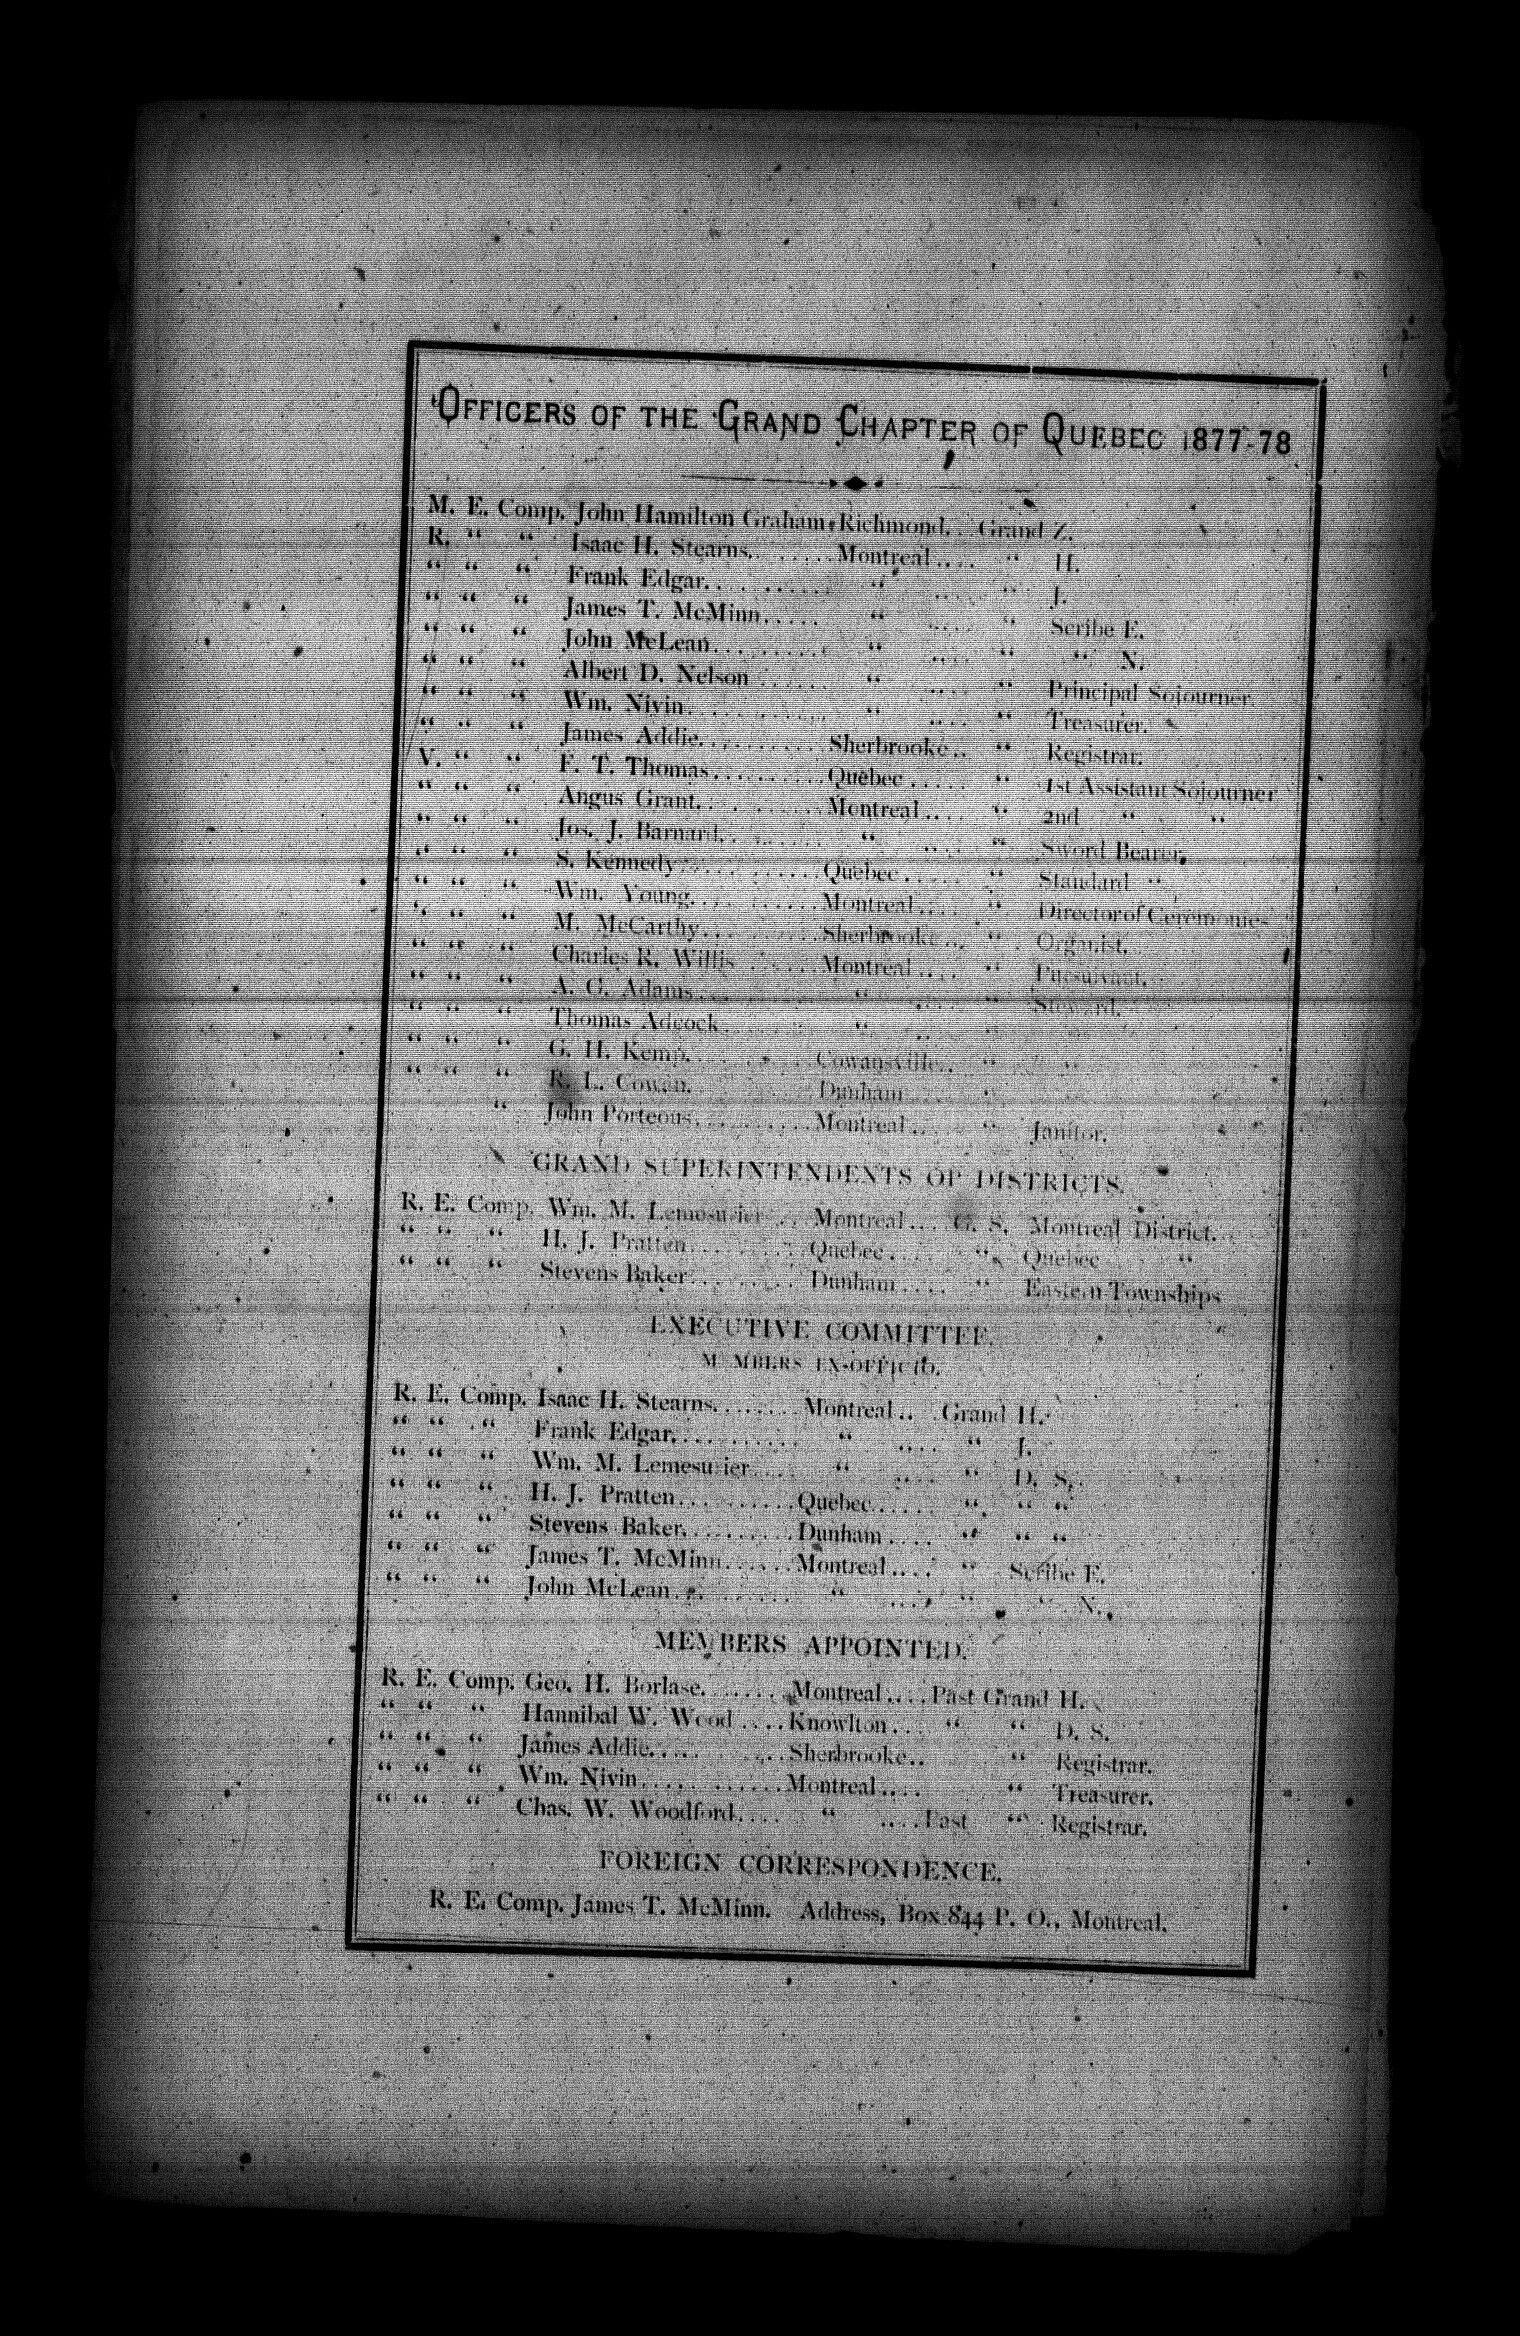 OFFICERS OF THE GRAND CHAPTER OF QUEBEC 1877-78
M. E. Comp. John Hamilton Graham, Richmond... Grand Z.
R. “ “ Isaac H. Stearns........ Montreal.... “ H.
“ “ “ Frank Edgar.......... “ .... “ J.
“ “ “ James T. McMinn..... “ .... “ Scribe E.
“ “ “ John McLean.......... “ .... “ “ N.
“ “ “ Albert D. Nelson ...... “ .... “ Principal Sojourner.
“ “ “ Wm. Nivin............ “ .... “ Treasurer.
“ “ “ James Addie.......... Sherbrooke.. “ Registrar.
V. “ “ F. T. Thomas.......... Quebec..... “ 1st Assistant Sojourner
“ “ “ Angus Grant.......... Montreal.... “ 2nd “ “
“ “ “ Jos. J. Barnard......... “ .... “ Sword Bearer.
“ “ “ S. Kennedy.......... Quebec..... “ Standard “
“ “ “ Wm. Young.......... Montreal.... “ Director of Ceremonies
“ “ “ M. McCarthy......... Sherbrooke.. “ Organist.
“ “ “ Charles R. Willis ...... Montreal.... “ Pursuivant.
“ “ “ A. G. Adams.......... “ .... “ Steward.
“ “ “ Thomas Adcock....... “ .. “
“ “ “ G. H. Kemp.......... Cowansville.. “ “
“ “ “ R. L. Cowan.......... Dunham.... “
“ John Porteous.......... Montreal.... “ Janitor.
GRAND SUPERINTENDENTS OF DISTRICTS.
R. E. Comp. Wm. M. Lemesurier .. Montreal... G. S. Montreal District.
“ “ “ H. J. Pratten.......... Quebec..... “ Quebec “
“ “ “ Stevens Baker......... Dunham.... “ Eastern Townships
EXECUTIVE COMMITTEE.
MEMBERS EX-OFFICIO.
R. E. Comp. Isaac H. Stearns........ Montreal.. Grand H.
“ “ “ Frank Edgar........... “ .... “ J.
“ “ “ Wm. M. Lemesurier.... “ .... “ D. S.
“ “ “ H. J. Pratten.......... Quebec..... “ “ “
“ “ “ Stevens Baker.......... Dunham.... “ “ “
“ “ “ James T. McMinn...... Montreal.... “ Scribe E.
“ “ “ John McLean......... “ .... “ “ N.
MEMBERS APPOINTED.
R. E. Comp. Geo. H. Borlase........ Montreal.... Past Grand H.
“ “ “ Hannibal W. Wood .... Knowlton... “ “ D. S.
“ “ “ James Addie.......... Sherbrooke.. “ Registrar.
“ “ “ Wm. Nivin............ Montreal.... “ Treasurer.
“ “ “ Chas. W. Woodford.... “ .... Past “ Registrar.
FOREIGN CORRESPONDENCE.
R. E. Comp. James T. McMinn. Address, Box 844 P. O., Montreal.